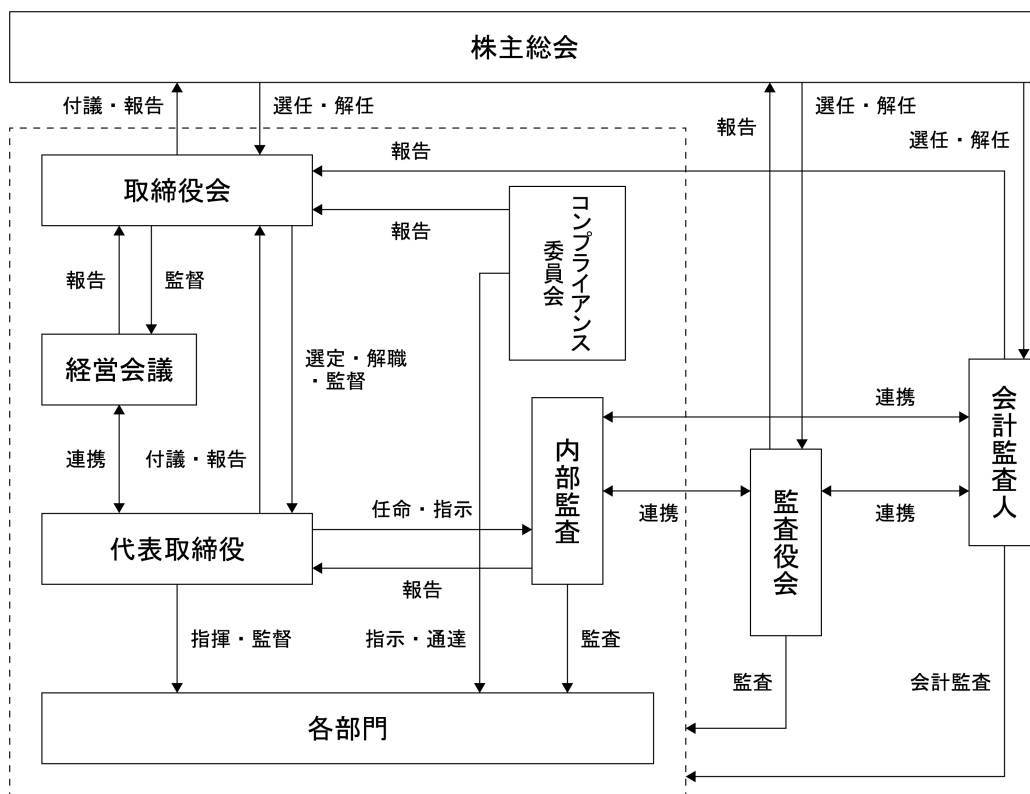 株主総会
付議・報告
選任・解任
報告
選任・解任
選任・解任
報告
取締役会
報告
コンプライアンス
委員会
報告
監督
経営会議
選定・解職
・監督
連携
会計監査人
内部監査
連携
付議・報告
監査役会
任命・指示
連携
連携
代表取締役
報告
指揮・監督
指示・通達
監査
監査
会計監査
各部門